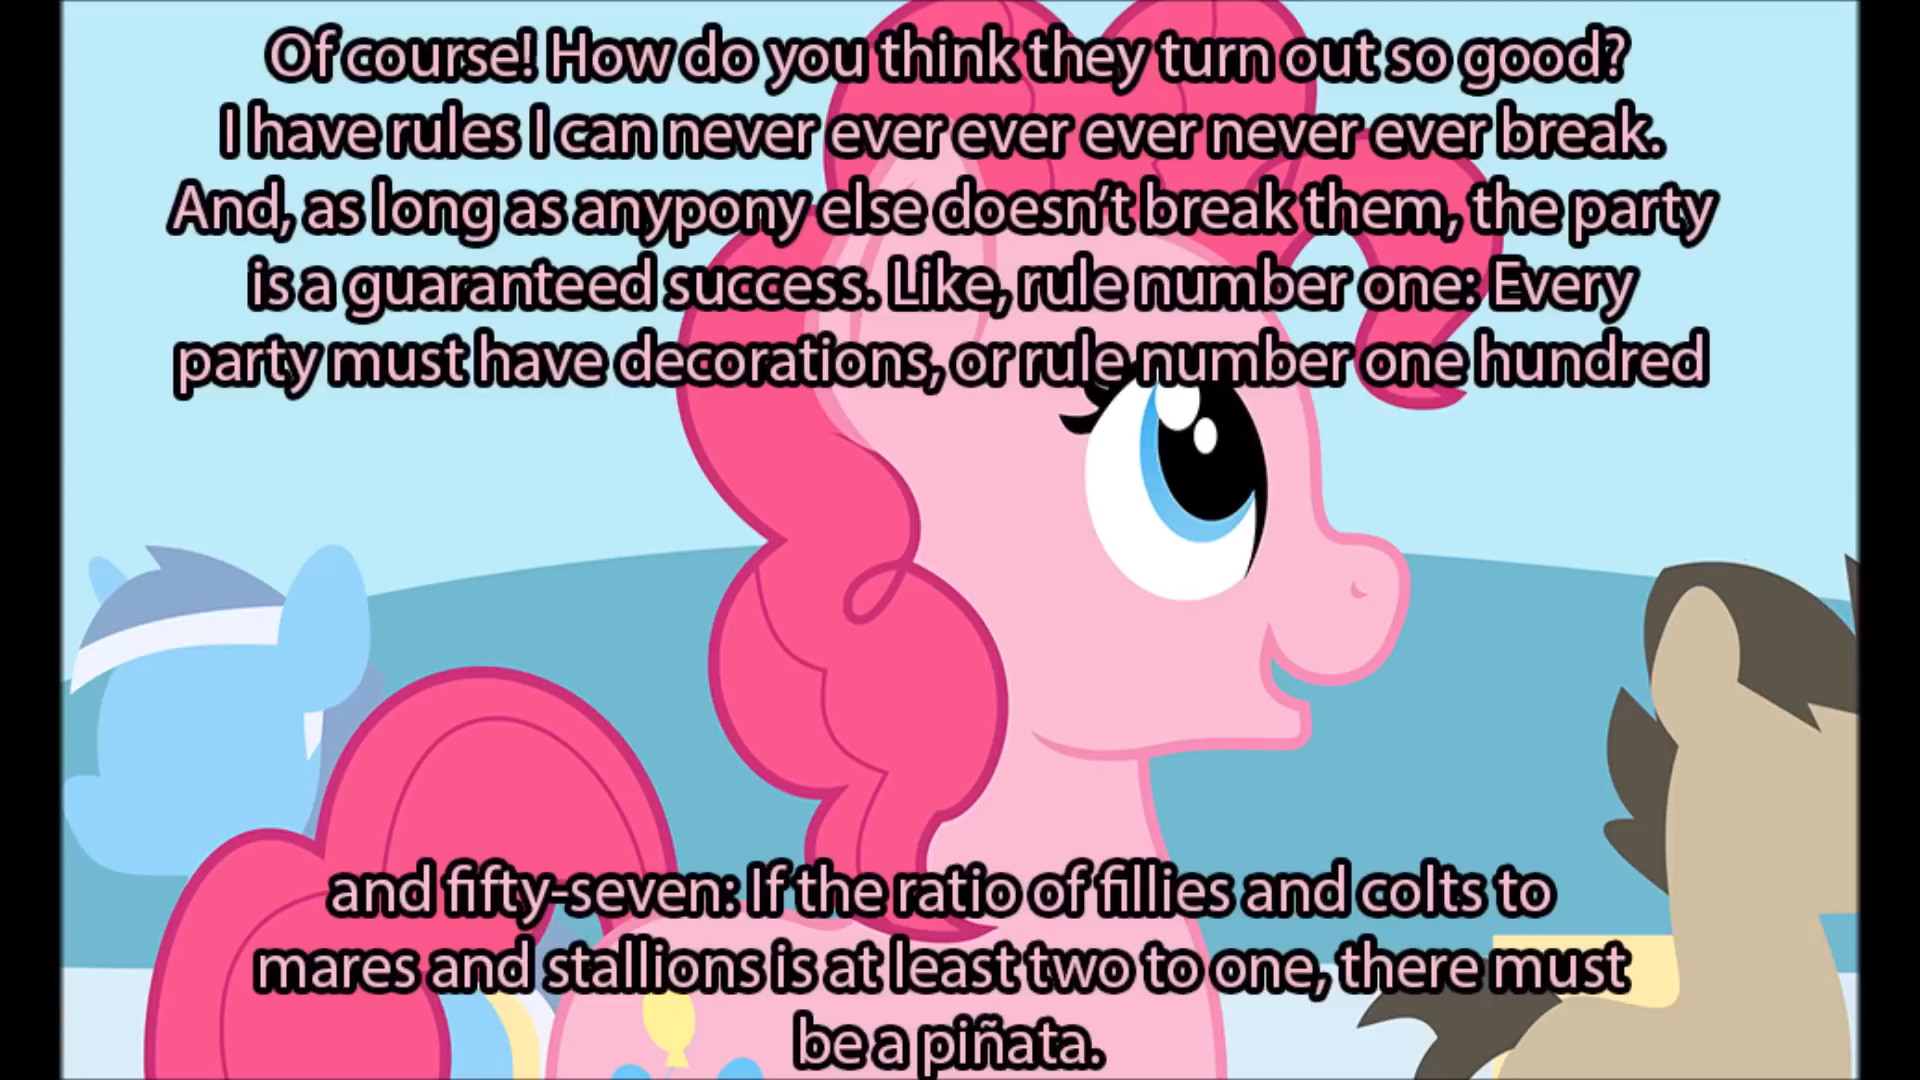 Of course! How do you think they turn out so good?
I have rules I can never ever ever ever never ever break.
And, as long as anypony else doesn't break them, the party
is a guaranteed success. Like, rule number one: Every
party must have decorations, or rule number one hundred
and fifty-seven: If the ratio of fillies and colts to
mares and stallions is at least two to one, there must
be a piñata.